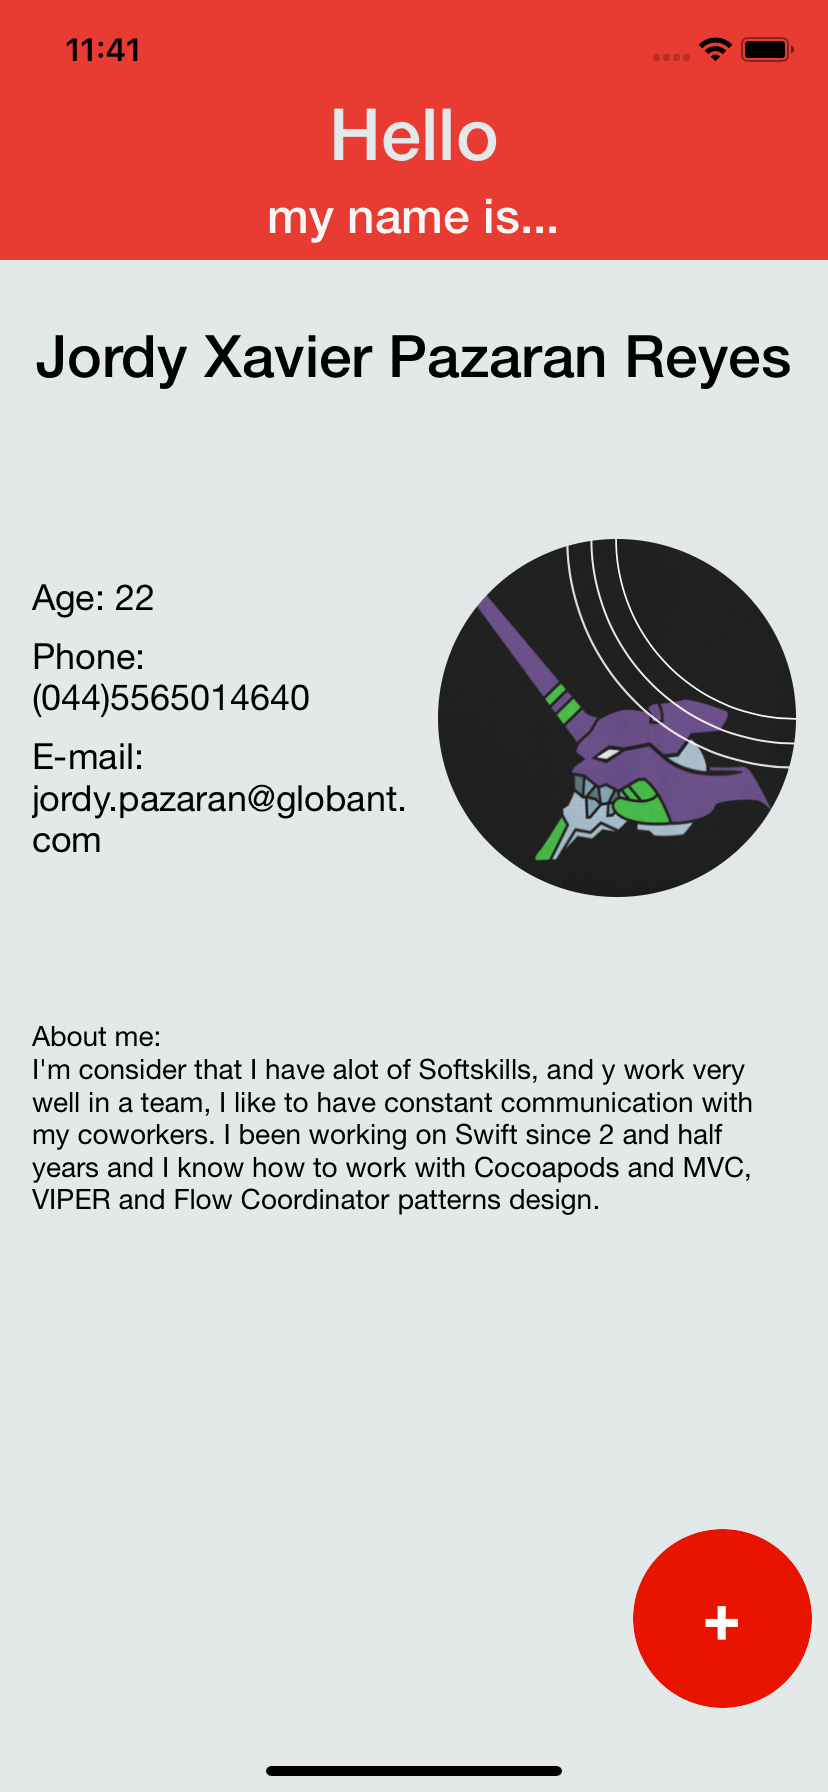 11:41
Hello
my name is...
Jordy Xavier Pazaran Reyes
Age: 22
Phone:
(044)5565014640
E-mail:
jordy.pazaran@globant.
com
About me:
I'm consider that I have alot of Softskills, and y work very
well in a team, I like to have constant communication with
my coworkers. I been working on Swift since 2 and half
years and I know how to work with Cocoapods and MVC,
VIPER and Flow Coordinator patterns design.
+